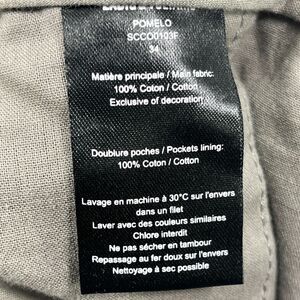 POMELO
SCCO0103F
34
Matière principale / Main fabric:
100% Coton / Cotton
Exclusive of decoration
Doublure poches / Pockets lining:
100% Coton / Cotton
Lavage en machine à 30°C sur l'envers
dans un filet
Laver avec des couleurs similaires
Chlore interdit
Ne pas sécher en tambour
Repassage au fer doux sur l'envers
Nettoyage à sec possible